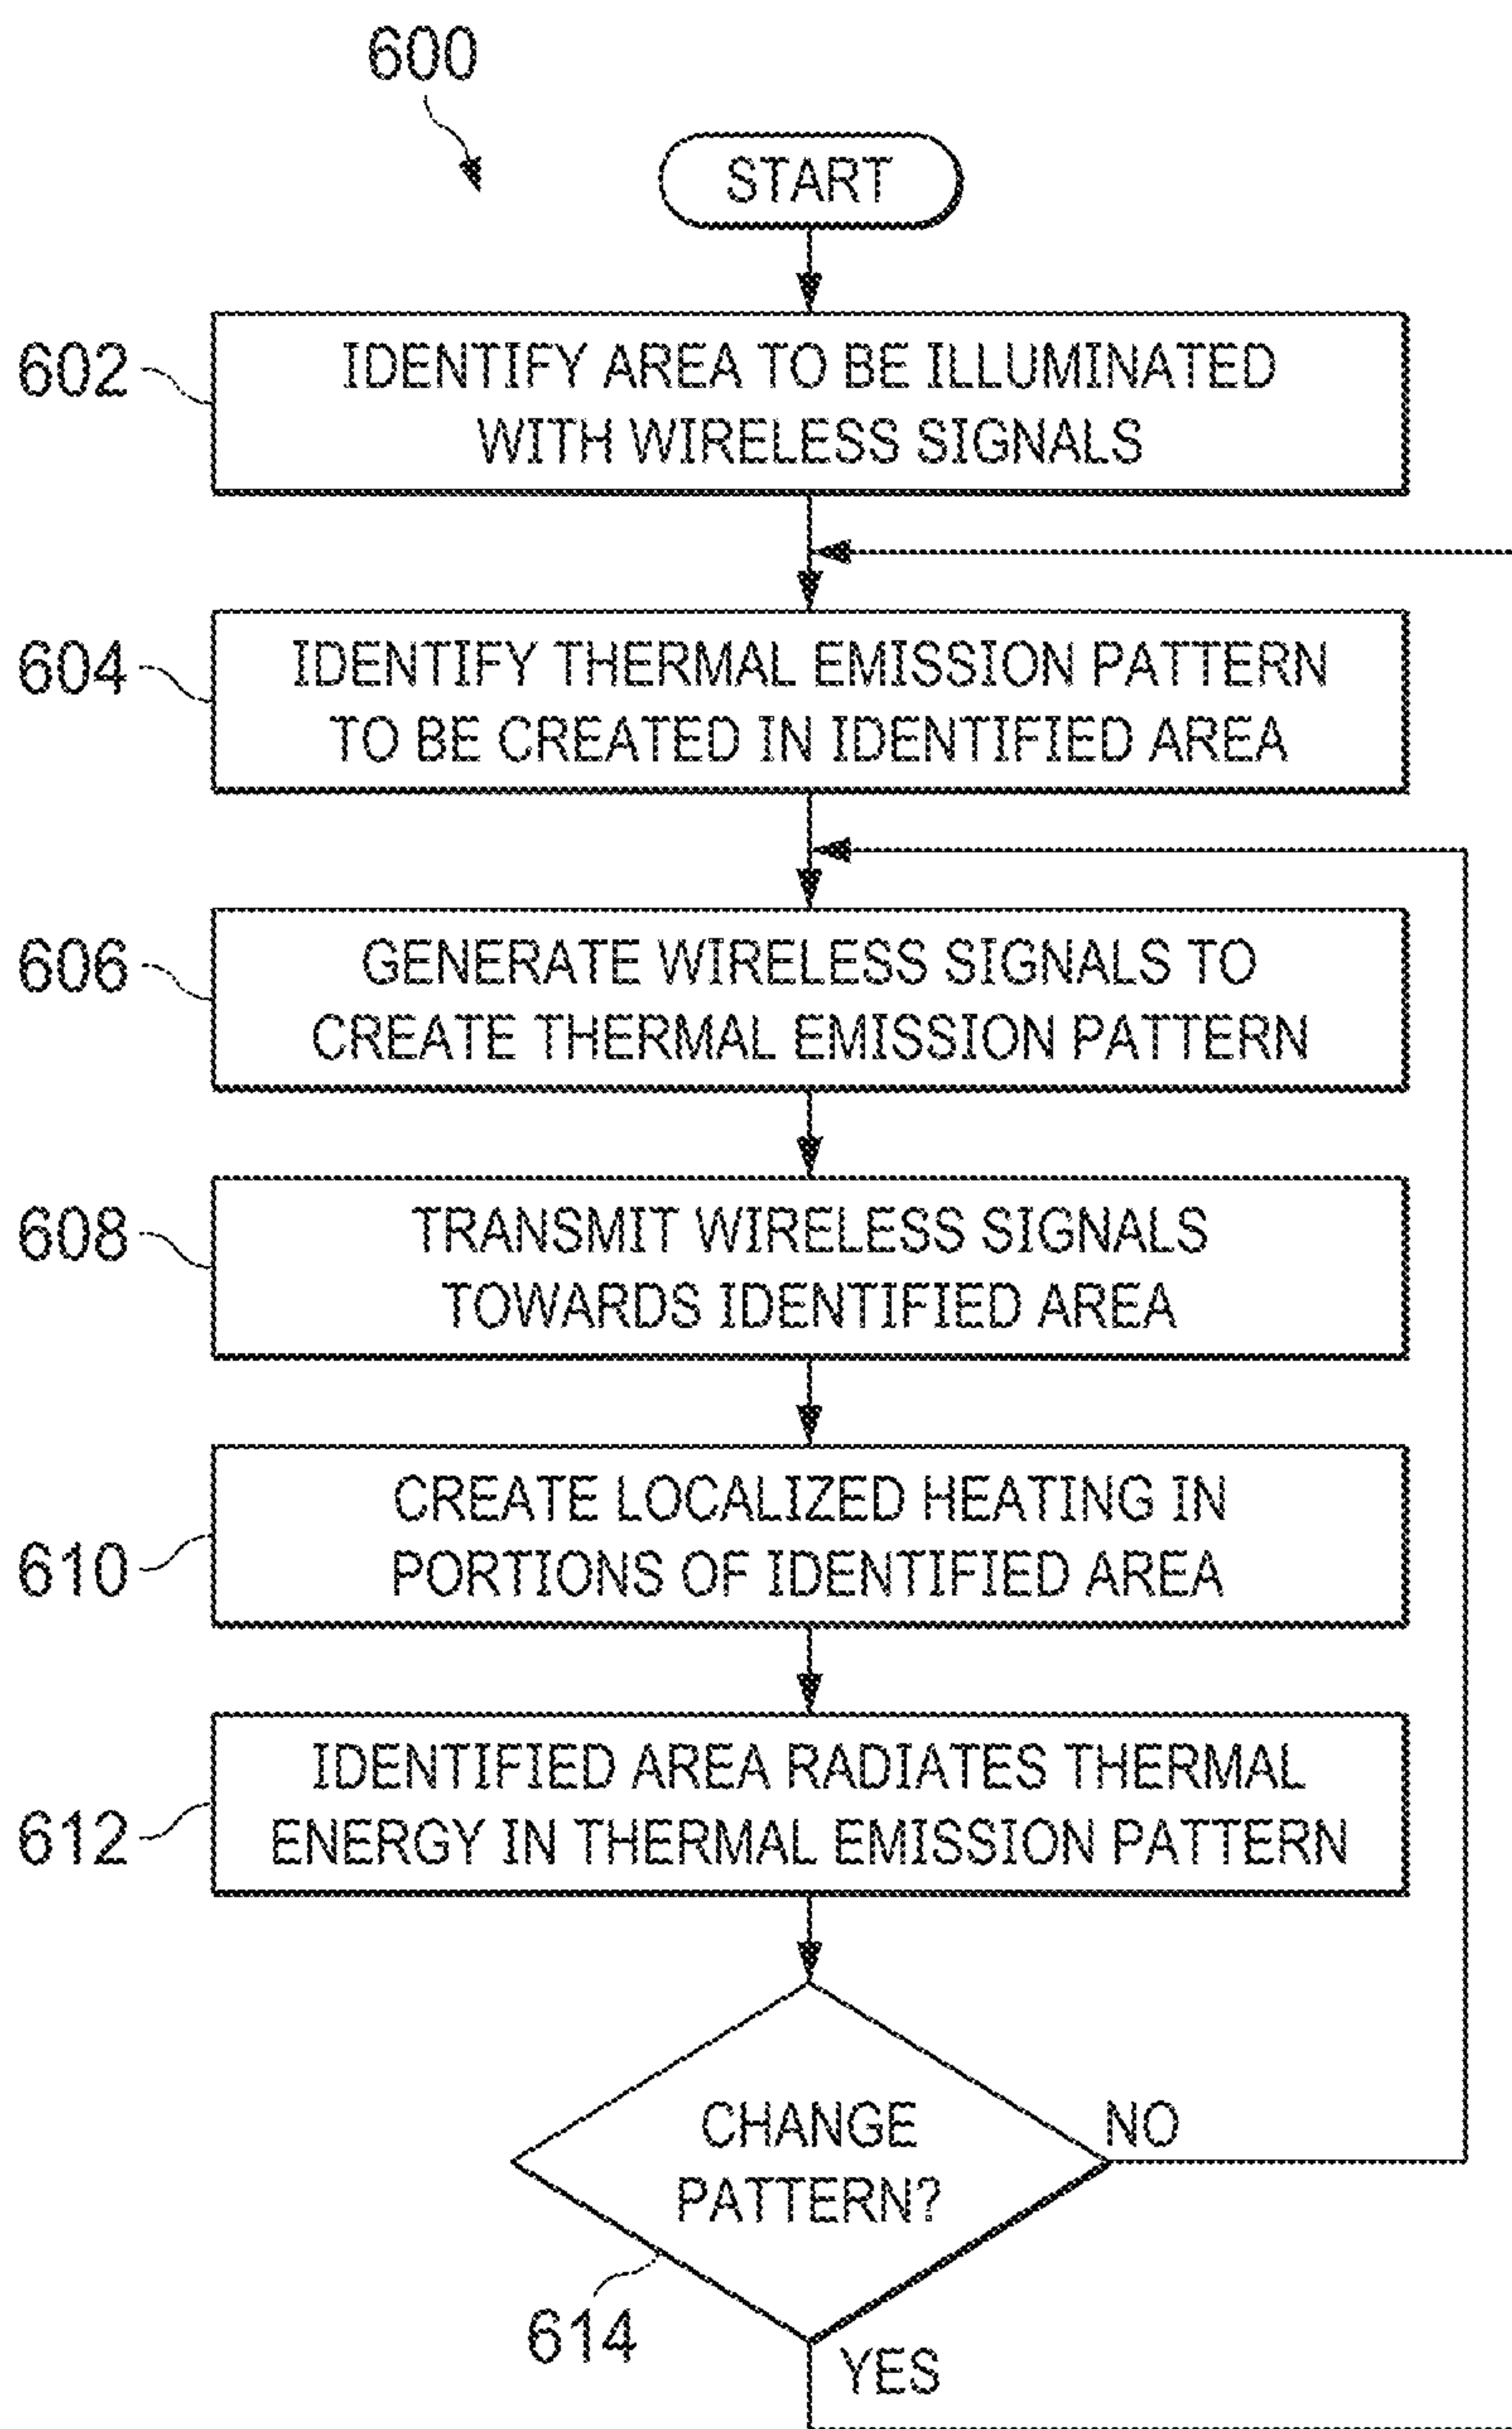 600
START
602
IDENTIFY AREA TO BE ILLUMINATED
WITH WIRELESS SIGNALS
604
IDENTIFY THERMAL EMISSION PATTERN
TO BE CREATED IN IDENTIFIED AREA
606
GENERATE WIRELESS SIGNALS TO
CREATE THERMAL EMISSION PATTERN
608
TRANSMIT WIRELESS SIGNALS
TOWARDS IDENTIFIED AREA
610
CREATE LOCALIZED HEATING IN
PORTIONS OF IDENTIFIED AREA
612
IDENTIFIED AREA RADIATES THERMAL
ENERGY IN THERMAL EMISSION PATTERN
CHANGE
PATTERN?
NO
614
YES